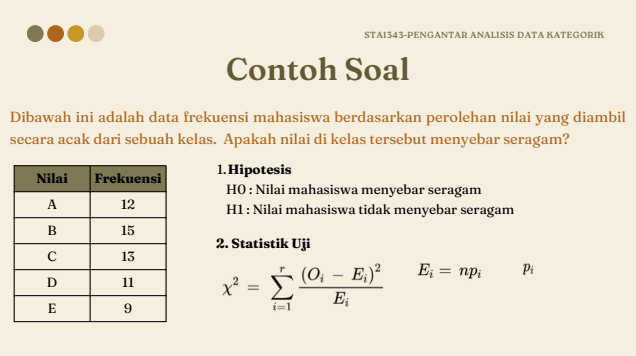 STA1343-PENGANTAR ANALISIS DATA KATEGORIK
Contoh Soal
Dibawah ini adalah data frekuensi mahasiswa berdasarkan perolehan nilai yang diambil
secara acak dari sebuah kelas. Apakah nilai di kelas tersebut menyebar seragam?
Nilai Frekuensi
A 12
B 15
C 13
D 11
E 9
1. Hipotesis
H0 : Nilai mahasiswa menyebar seragam
H1 : Nilai mahasiswa tidak menyebar seragam
2. Statistik Uji
χ² = ∑_{i=1}^{r} (O_i − E_i)² / E_i
E_i = np_i
p_i